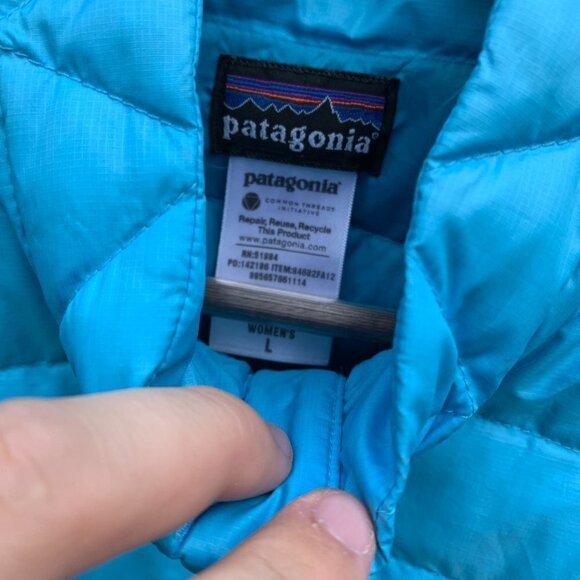 patagonia®
patagonia®
COMMON THREADS
INITIATIVE
Repair, Reuse, Recycle
This Product
www.patagonia.com
RN:51884
PO:142186 ITEM:84682FA12
885657861114
WOMEN'S
L